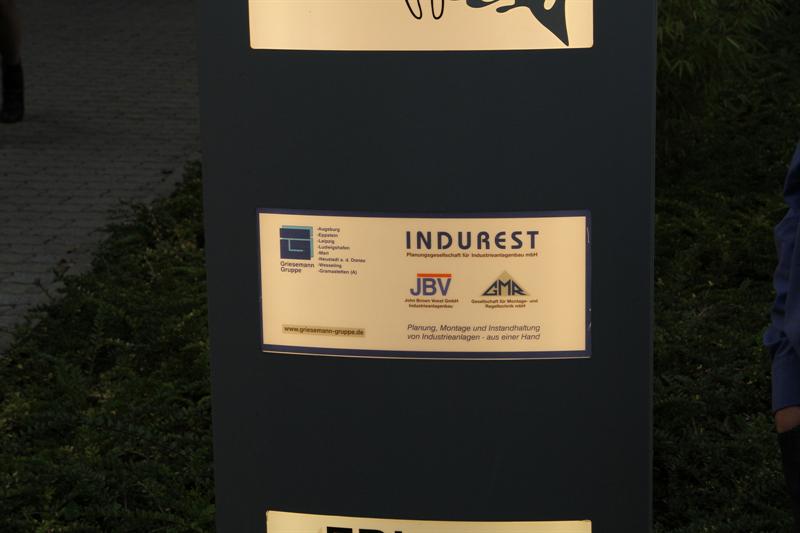 Griesemann
Gruppe
-Augsburg
-Eppstein
-Leipzig
-Ludwigshafen
-Marl
-Neustadt a. d. Donau
-Wesseling
-Gramastetten (A)
www.griesemann-gruppe.de
INDUREST
Planungsgesellschaft für Industrieanlagenbau mbH
JBV
John Brown Voest GmbH
Industrieanlagenbau
GMR
Gesellschaft für Montage- und
Regeltechnik mbH
Planung, Montage und Instandhaltung
von Industrieanlagen - aus einer Hand